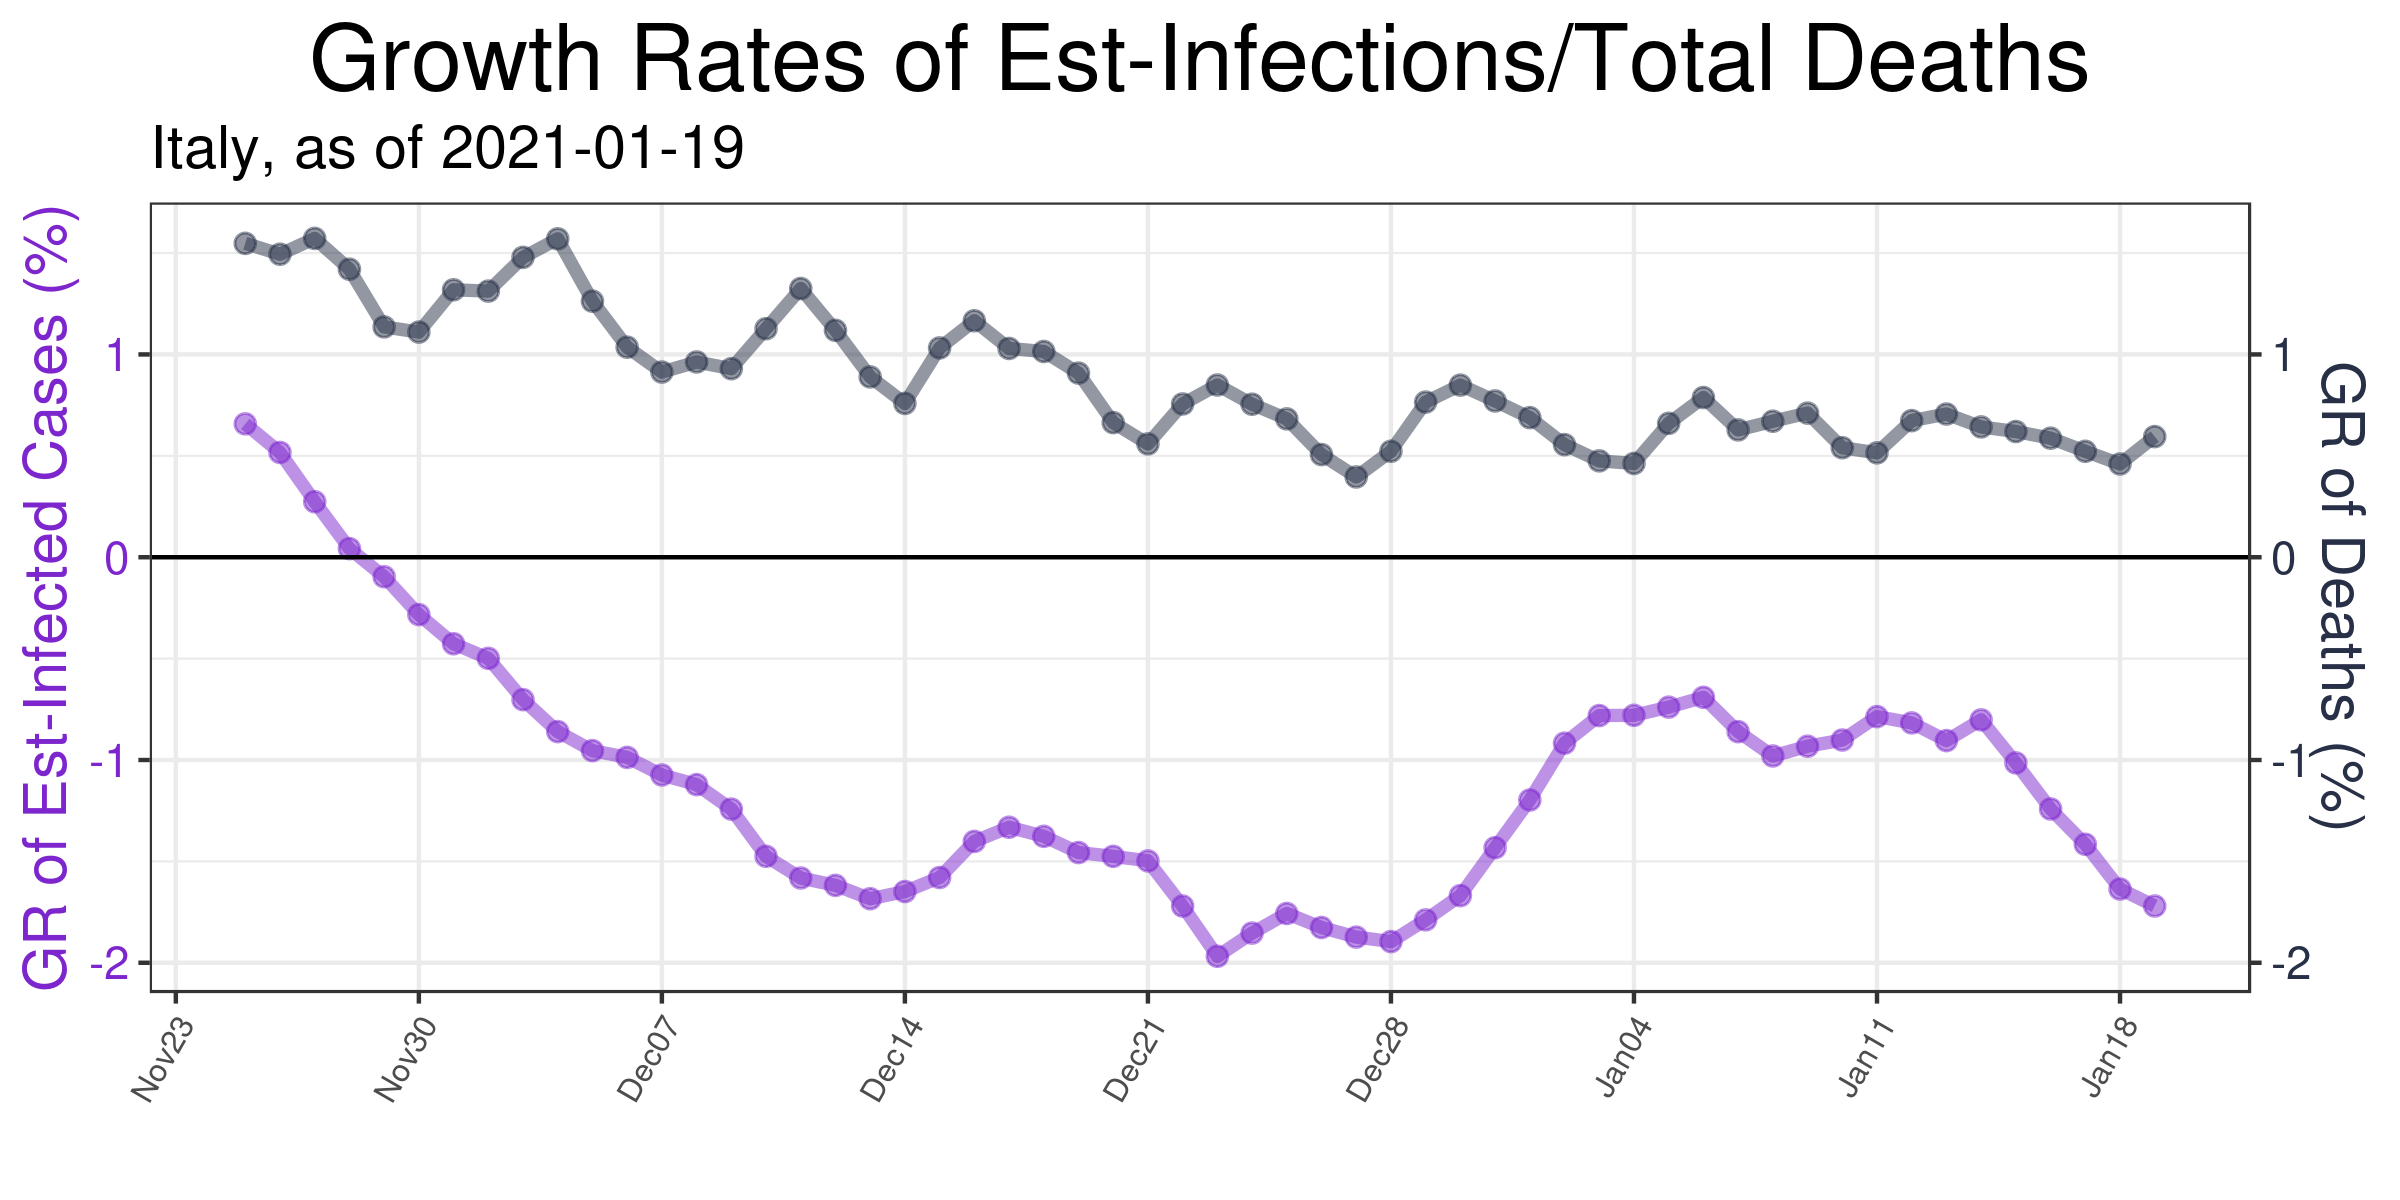 Growth Rates of Est-Infections/Total Deaths
Italy, as of 2021-01-19
GR of Est-Infected Cases (%)
1
0
-1
-2
1
0
-1
-2
GR of Deaths (%)
Nov23
Nov30
Dec07
Dec14
Dec21
Dec28
Jan04
Jan11
Jan18